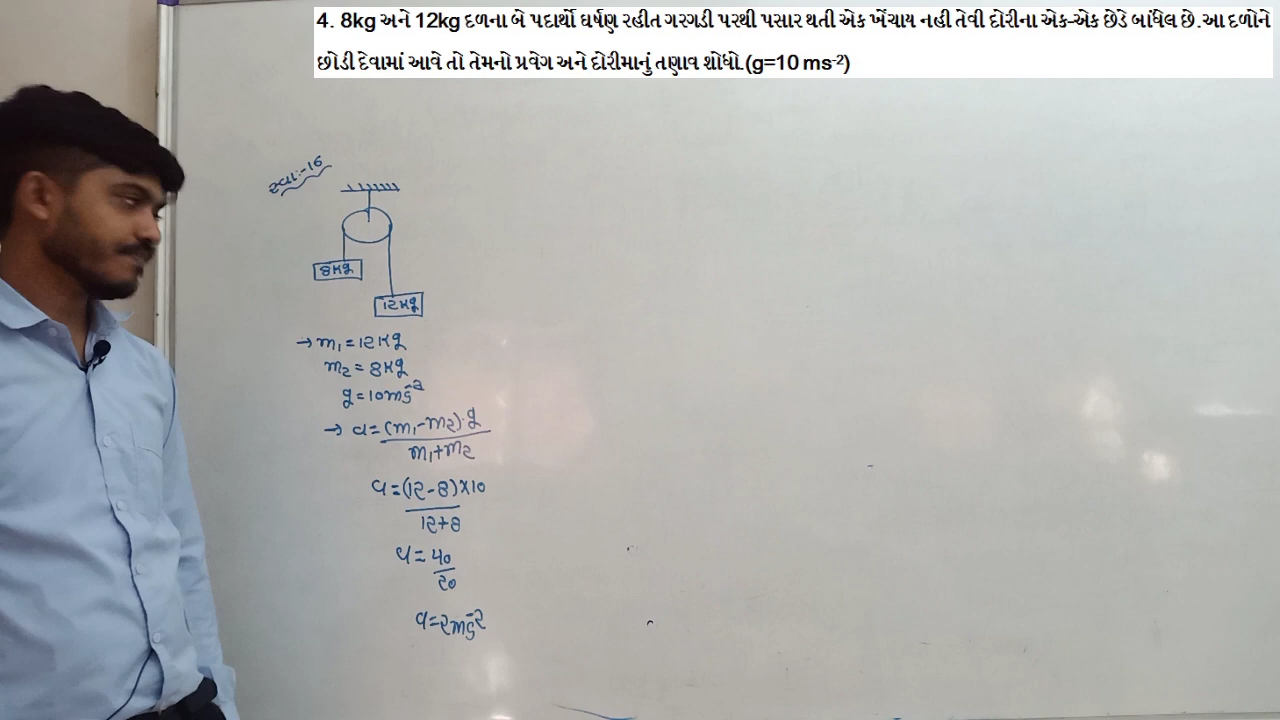 4. 8kg અને 12kg દળના બે પદાર્થો ઘર્ષણ રહીત ગરગડી પરથી પસાર થતી એક ખેંચાય નહી તેવી દોરીના એક-એક છેડે બાંધેલ છે.આ દળોને
છોડી દેવામાં આવે તો તેમનો પ્રવેગ અને દોરીમાનું તણાવ શોધો.(g=10 ms⁻²)
સ્વા:-16
8Kg
12Kg
→ m₁ = 12Kg
m₂ = 8Kg
g = 10ms⁻²
→ a = (m₁-m₂)·g
m₁+m₂
a = (12-8)×10
12+8
a = 40
20
a = 2ms⁻²